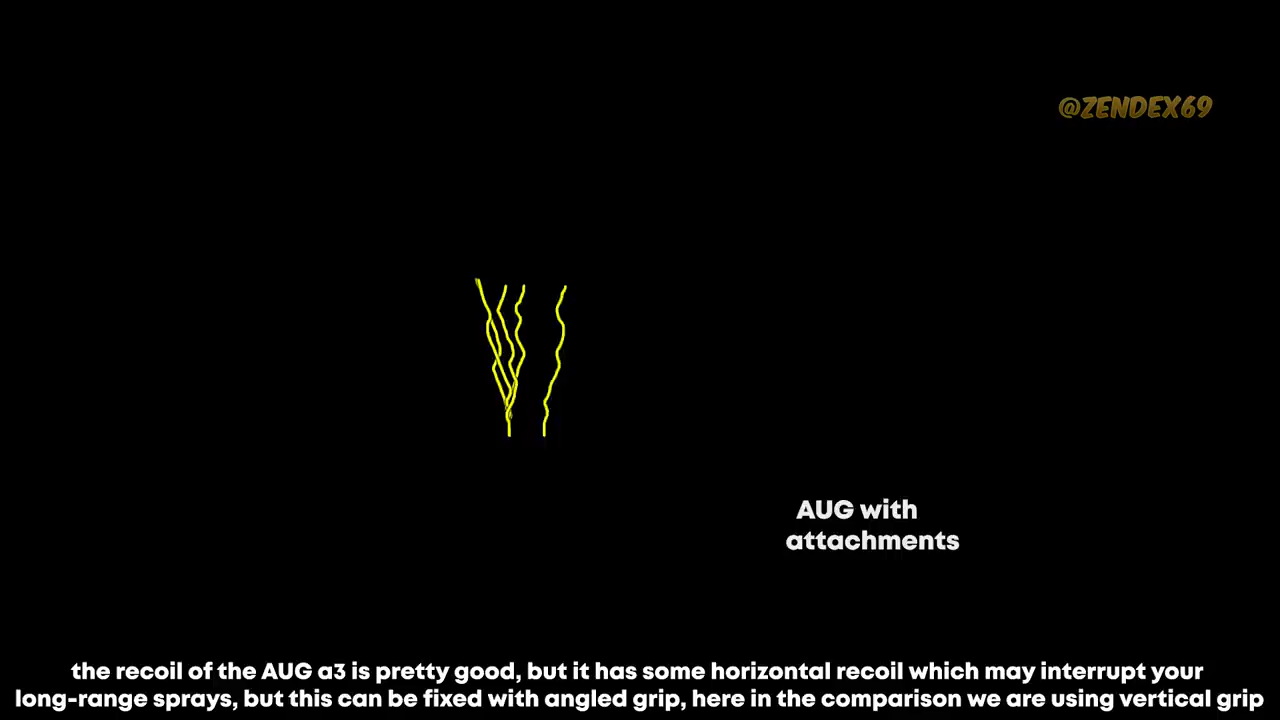 @ZENDEX69
AUG with
attachments
the recoil of the AUG a3 is pretty good, but it has some horizontal recoil which may interrupt your
long-range sprays, but this can be fixed with angled grip, here in the comparison we are using vertical grip